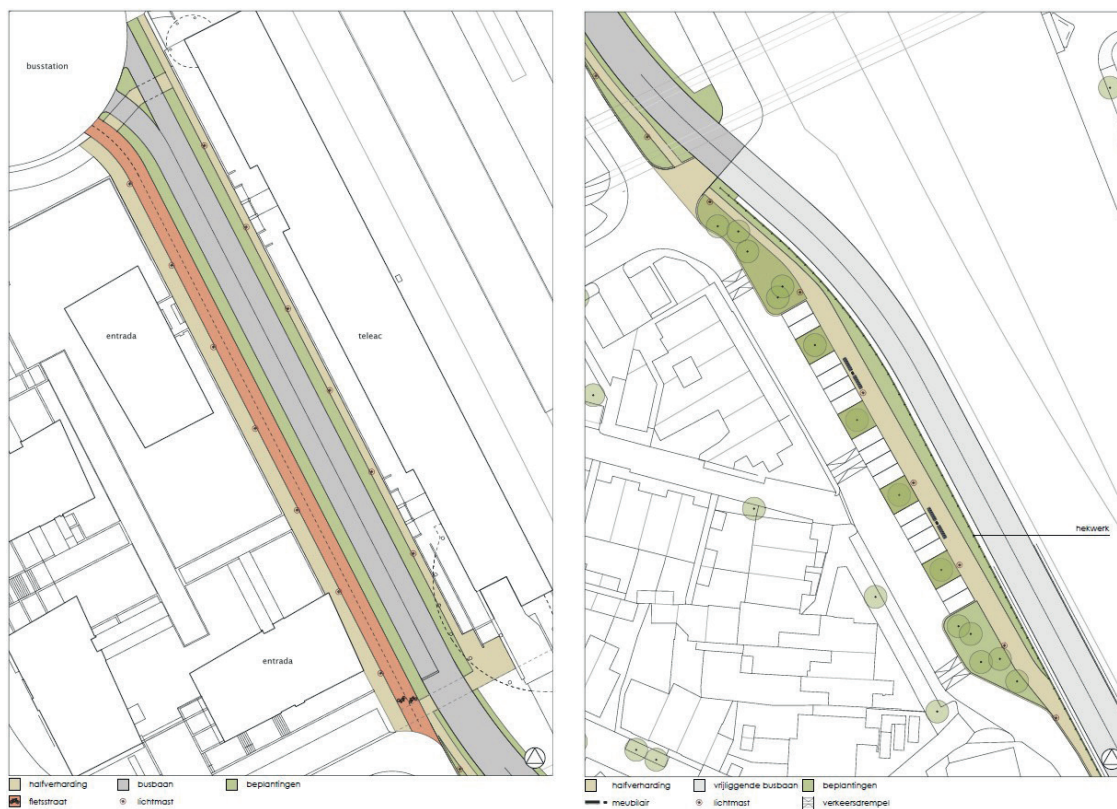 busstation
entrada
teleac
entrada
halfverharding
busbaan
beplantingen
fietsstraat
lichtmast
hekwerk
halfverharding
vrijliggende busbaan
beplantingen
meubilair
lichtmast
verkeersdrempel